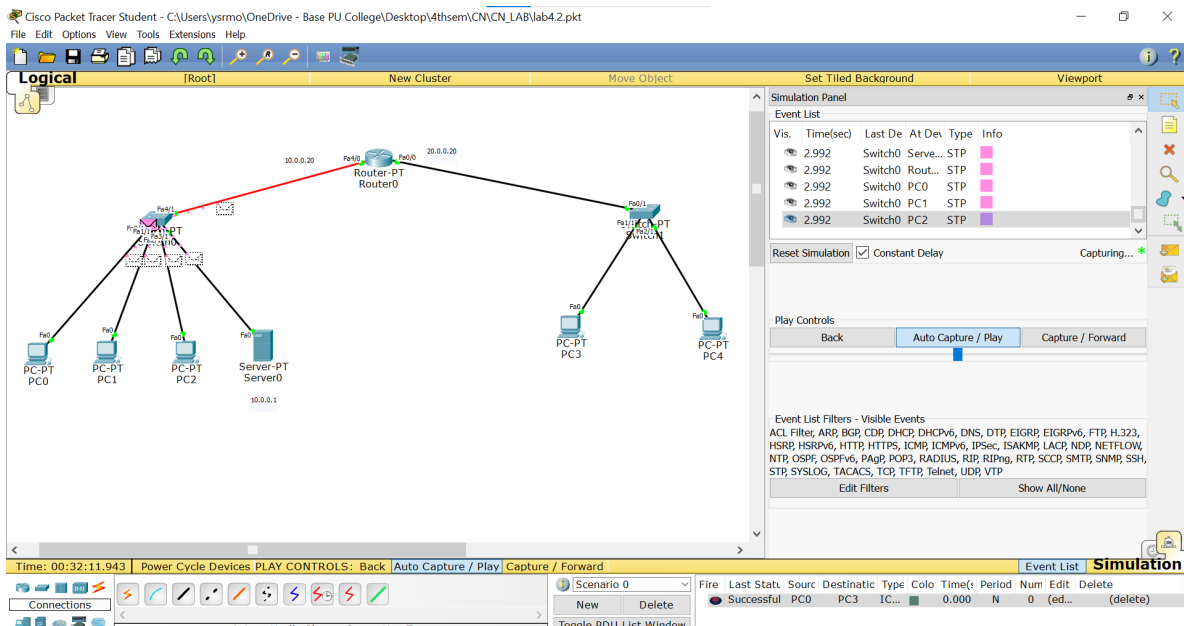 Cisco Packet Tracer Student - C:\Users\ysrmo\OneDrive - Base PU College\Desktop\4thsem\CN\CN_LAB\lab4.2.pkt
File Edit Options View Tools Extensions Help
Logical [Root] New Cluster Move Object Set Tiled Background Viewport
Simulation Panel
Event List
Vis. Time(sec) Last De At Dev Type Info
2.992 Switch0 Serve... STP
2.992 Switch0 Rout... STP
2.992 Switch0 PC0 STP
2.992 Switch0 PC1 STP
2.992 Switch0 PC2 STP
Reset Simulation Constant Delay Capturing... *
Play Controls
Back Auto Capture / Play Capture / Forward
Event List Filters - Visible Events
ACL Filter, ARP, BGP, CDP, DHCP, DHCPv6, DNS, DTP, EIGRP, EIGRPv6, FTP, H.323,
HSRP, HSRPv6, HTTP, HTTPS, ICMP, ICMPv6, IPSec, ISAKMP, LACP, NDP, NETFLOW,
NTP, OSPF, OSPFv6, PAgP, POP3, RADIUS, RIP, RIPng, RTP, SCCP, SMTP, SNMP, SSH,
STP, SYSLOG, TACACS, TCP, TFTP, Telnet, UDP, VTP
Edit Filters Show All/None
10.0.0.20 Fa4/0 Fa0/0 20.0.0.20
Router-PT
Router0
Fa4/1
Fa1/1
Fa3/1
Fa0/1
Fa2/1
Switch1
Fa0 Fa0 Fa0 Fa0
PC-PT
PC0
PC-PT
PC1
PC-PT
PC2
Server-PT
Server0
10.0.0.1
Fa0
PC-PT
PC3
Fa0
PC-PT
PC4
Time: 00:32:11.943 Power Cycle Devices PLAY CONTROLS: Back Auto Capture / Play Capture / Forward Event List Simulation
Connections
Scenario 0
New Delete
Toggle PDU List Window
Fire Last Statu Sourc Destinatic Type Colo Time(s Period Num Edit Delete
Successful PC0 PC3 IC... 0.000 N 0 (ed... (delete)